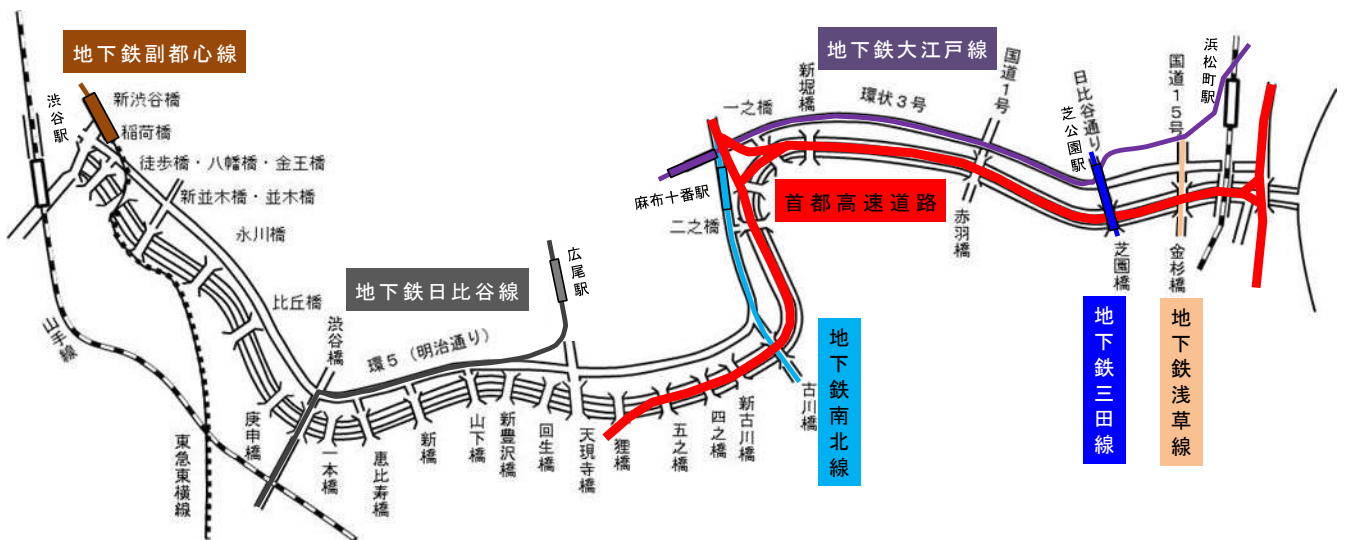 地下鉄副都心線
渋谷駅
新渋谷橋
稲荷橋
徒歩橋・八幡橋・金王橋
新並木橋・並木橋
永川橋
比丘橋
渋谷橋
山手線
東急東横線
庚申橋
一本橋
恵比寿橋
新橋
山下橋
新豊沢橋
回生橋
天現寺橋
狸橋
五之橋
四之橋
新古川橋
古川橋
地下鉄日比谷線
環5（明治通り）
広尾駅
地下鉄南北線
二之橋
麻布十番駅
一之橋
新堀橋
地下鉄大江戸線
環状3号
国道1号
首都高速道路
赤羽橋
日比谷通り
芝公園駅
芝園橋
地下鉄三田線
国道15号
金杉橋
地下鉄浅草線
浜松町駅